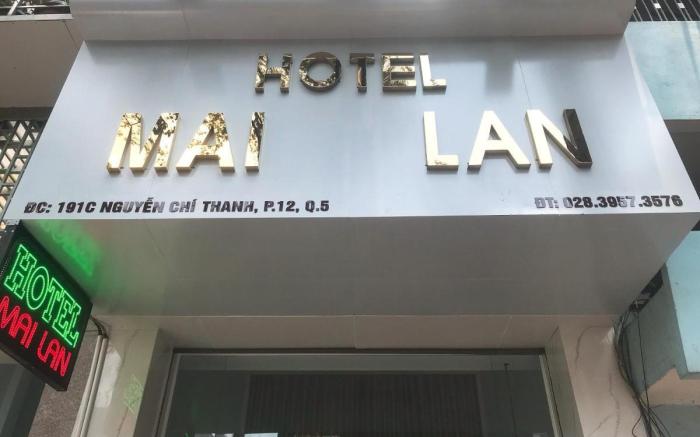 HOTEL
MAI LAN
ĐC: 191C NGUYỄN CHÍ THANH, P.12, Q.5
ĐT: 028.3957.3576
HOTEL
MAI LAN